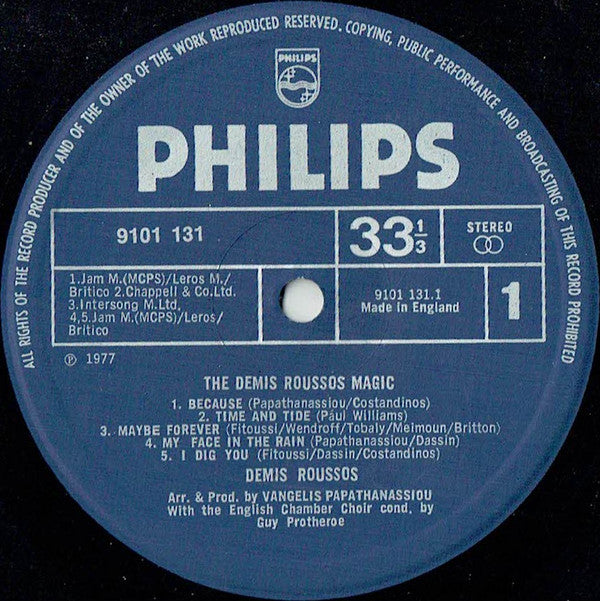 ALL RIGHTS OF THE RECORD PRODUCER AND OF THE OWNER OF THE WORK REPRODUCED RESERVED. COPYING, PUBLIC PERFORMANCE AND BROADCASTING OF THIS RECORD PROHIBITED
PHILIPS
PHILIPS
9101 131
33 1/3
STEREO
1.Jam M.(MCPS)/Leros M./
Britico 2.Chappell & Co.Ltd.
3.Intersong M.Ltd.
4,5.Jam M.(MCPS)/Leros/
Britico
9101 131.1
Made in England
1
℗ 1977
THE DEMIS ROUSSOS MAGIC
1. BECAUSE (Papathanassiou/Costandinos)
2. TIME AND TIDE (Paul Williams)
3. MAYBE FOREVER (Fitoussi/Wendroff/Tobaly/Meimoun/Britton)
4. MY FACE IN THE RAIN (Papathanassiou/Dassin)
5. I DIG YOU (Fitoussi/Dassin/Costandinos)
DEMIS ROUSSOS
Arr. & Prod. by VANGELIS PAPATHANASSIOU
With the English Chamber Choir cond. by
Guy Protheroe